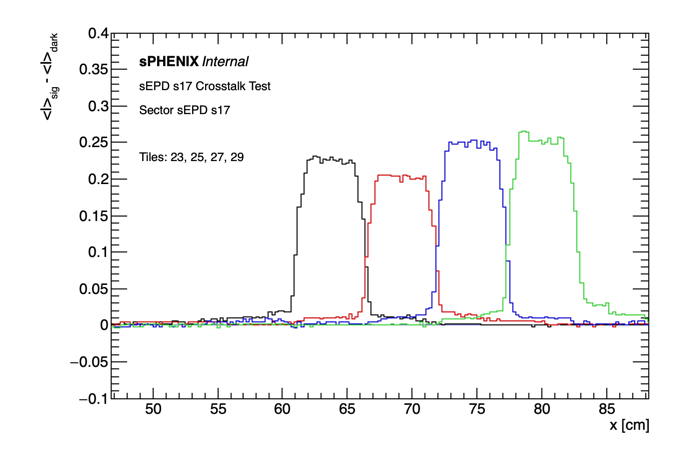 0.4
0.35
0.3
0.25
0.2
0.15
0.1
0.05
0
−0.05
−0.1
<I>sig - <I>dark
sPHENIX Internal
sEPD s17 Crosstalk Test
Sector sEPD s17
Tiles: 23, 25, 27, 29
50 55 60 65 70 75 80 85
x [cm]